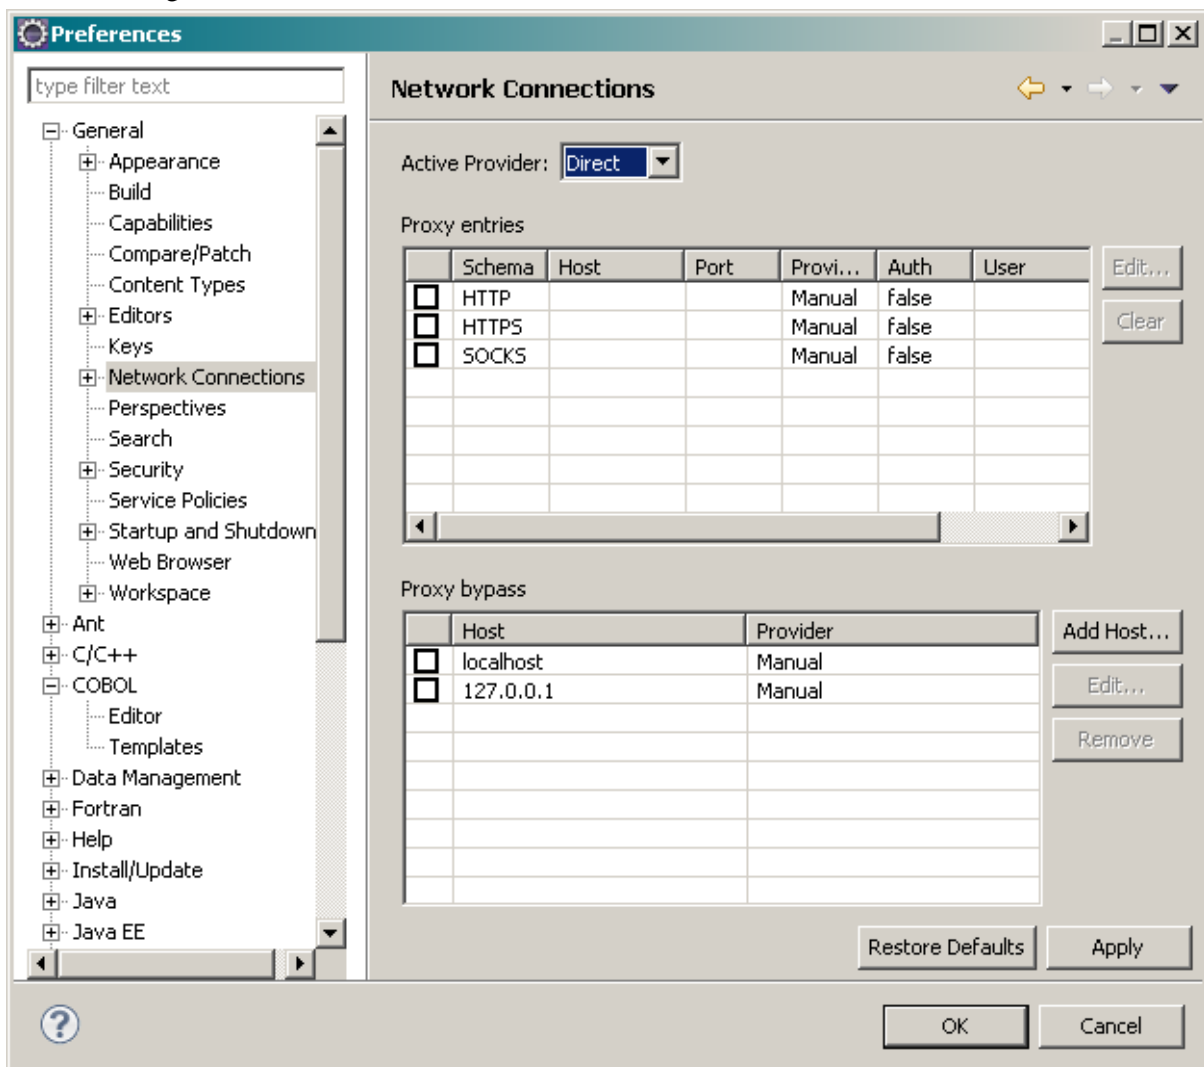 Preferences
type filter text
General
Appearance
Build
Capabilities
Compare/Patch
Content Types
Editors
Keys
Network Connections
Perspectives
Search
Security
Service Policies
Startup and Shutdown
Web Browser
Workspace
Ant
C/C++
COBOL
Editor
Templates
Data Management
Fortran
Help
Install/Update
Java
Java EE
Network Connections
Active Provider: Direct
Proxy entries
Schema Host Port Provi... Auth User
HTTP Manual false
HTTPS Manual false
SOCKS Manual false
Edit...
Clear
Proxy bypass
Host Provider
localhost Manual
127.0.0.1 Manual
Add Host...
Edit...
Remove
Restore Defaults Apply
? OK Cancel